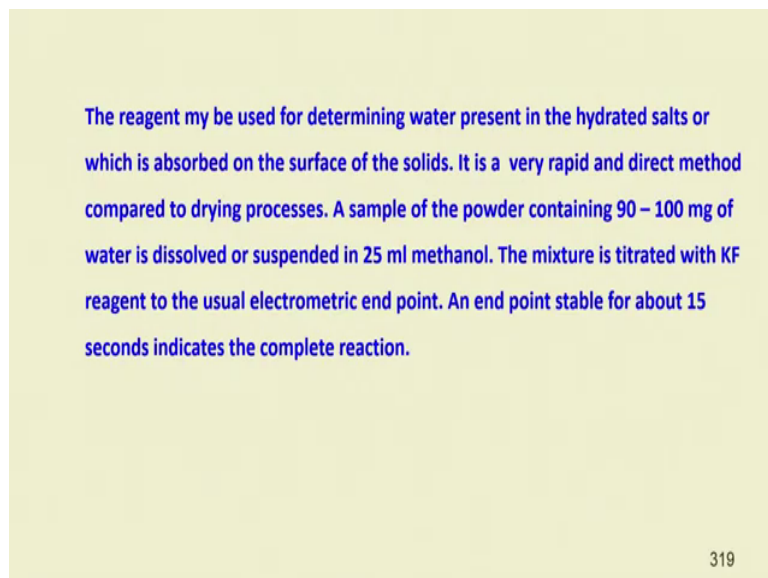 The reagent my be used for determining water present in the hydrated salts or
which is absorbed on the surface of the solids. It is a very rapid and direct method
compared to drying processes. A sample of the powder containing 90 – 100 mg of
water is dissolved or suspended in 25 ml methanol. The mixture is titrated with KF
reagent to the usual electrometric end point. An end point stable for about 15
seconds indicates the complete reaction.
319